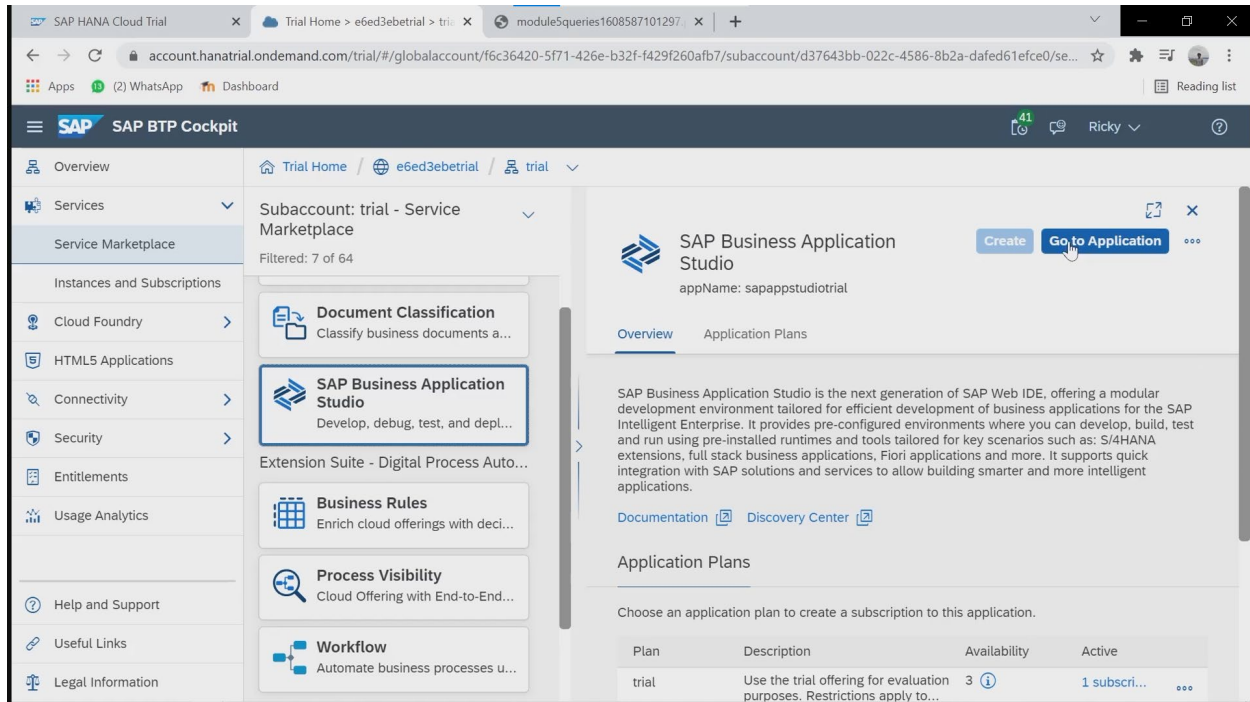 SAP HANA Cloud Trial
Trial Home > e6ed3ebetrial > tria
module5queries1608587101297.
account.hanatrial.ondemand.com/trial/#/globalaccount/f6c36420-5f71-426e-b32f-f429f260afb7/subaccount/d37643bb-022c-4586-8b2a-dafed61efce0/se...
Apps
(2) WhatsApp
Dashboard
Reading list
SAP
SAP BTP Cockpit
41
Ricky
Overview
Services
Service Marketplace
Instances and Subscriptions
Cloud Foundry
HTML5 Applications
Connectivity
Security
Entitlements
Usage Analytics
Help and Support
Useful Links
Legal Information
Trial Home / e6ed3ebetrial / trial
Subaccount: trial - Service
Marketplace
Filtered: 7 of 64
Document Classification
Classify business documents a...
SAP Business Application
Studio
Develop, debug, test, and depl...
Extension Suite - Digital Process Auto...
Business Rules
Enrich cloud offerings with deci...
Process Visibility
Cloud Offering with End-to-End...
Workflow
Automate business processes u...
SAP Business Application
Studio
appName: sapappstudiotrial
Create
Go to Application
Overview
Application Plans
SAP Business Application Studio is the next generation of SAP Web IDE, offering a modular
development environment tailored for efficient development of business applications for the SAP
Intelligent Enterprise. It provides pre-configured environments where you can develop, build, test
and run using pre-installed runtimes and tools tailored for key scenarios such as: S/4HANA
extensions, full stack business applications, Fiori applications and more. It supports quick
integration with SAP solutions and services to allow building smarter and more intelligent
applications.
Documentation
Discovery Center
Application Plans
Choose an application plan to create a subscription to this application.
Plan Description Availability Active
trial Use the trial offering for evaluation 3 1 subscri...
purposes. Restrictions apply to...